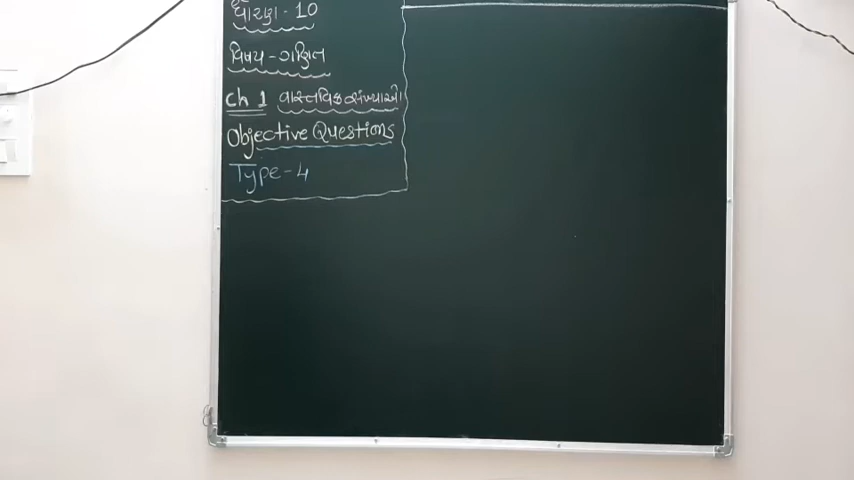 ધોરણ - 10
વિષય - ગણિત
Ch 1 વાસ્તવિક સંખ્યાઓ
Objective Questions
Type - 4